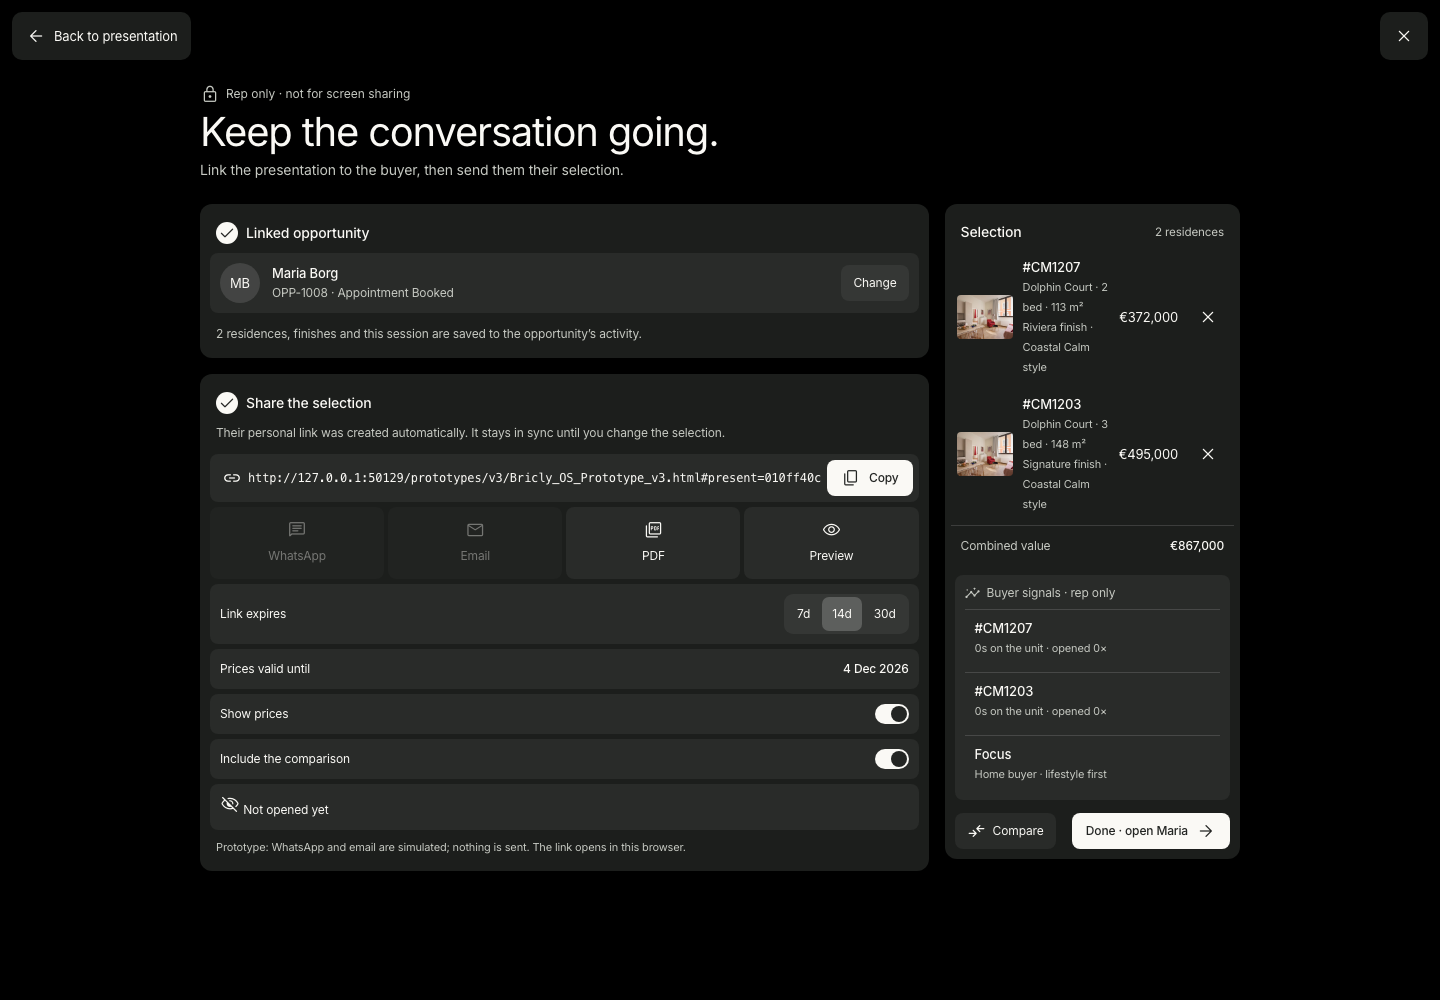 Back to presentation
Rep only · not for screen sharing
Keep the conversation going.
Link the presentation to the buyer, then send them their selection.
Linked opportunity
MB
Maria Borg
OPP-1008 · Appointment Booked
Change
2 residences, finishes and this session are saved to the opportunity's activity.
Share the selection
Their personal link was created automatically. It stays in sync until you change the selection.
http://127.0.0.1:50129/prototypes/v3/Bricly_OS_Prototype_v3.html#present=010ff40c
Copy
WhatsApp
Email
PDF
Preview
Link expires
7d
14d
30d
Prices valid until
4 Dec 2026
Show prices
Include the comparison
Not opened yet
Prototype: WhatsApp and email are simulated; nothing is sent. The link opens in this browser.
Selection
2 residences
#CM1207
Dolphin Court · 2
bed · 113 m²
Riviera finish ·
Coastal Calm
style
€372,000
#CM1203
Dolphin Court · 3
bed · 148 m²
Signature finish ·
Coastal Calm
style
€495,000
Combined value
€867,000
Buyer signals · rep only
#CM1207
0s on the unit · opened 0×
#CM1203
0s on the unit · opened 0×
Focus
Home buyer · lifestyle first
Compare
Done · open Maria